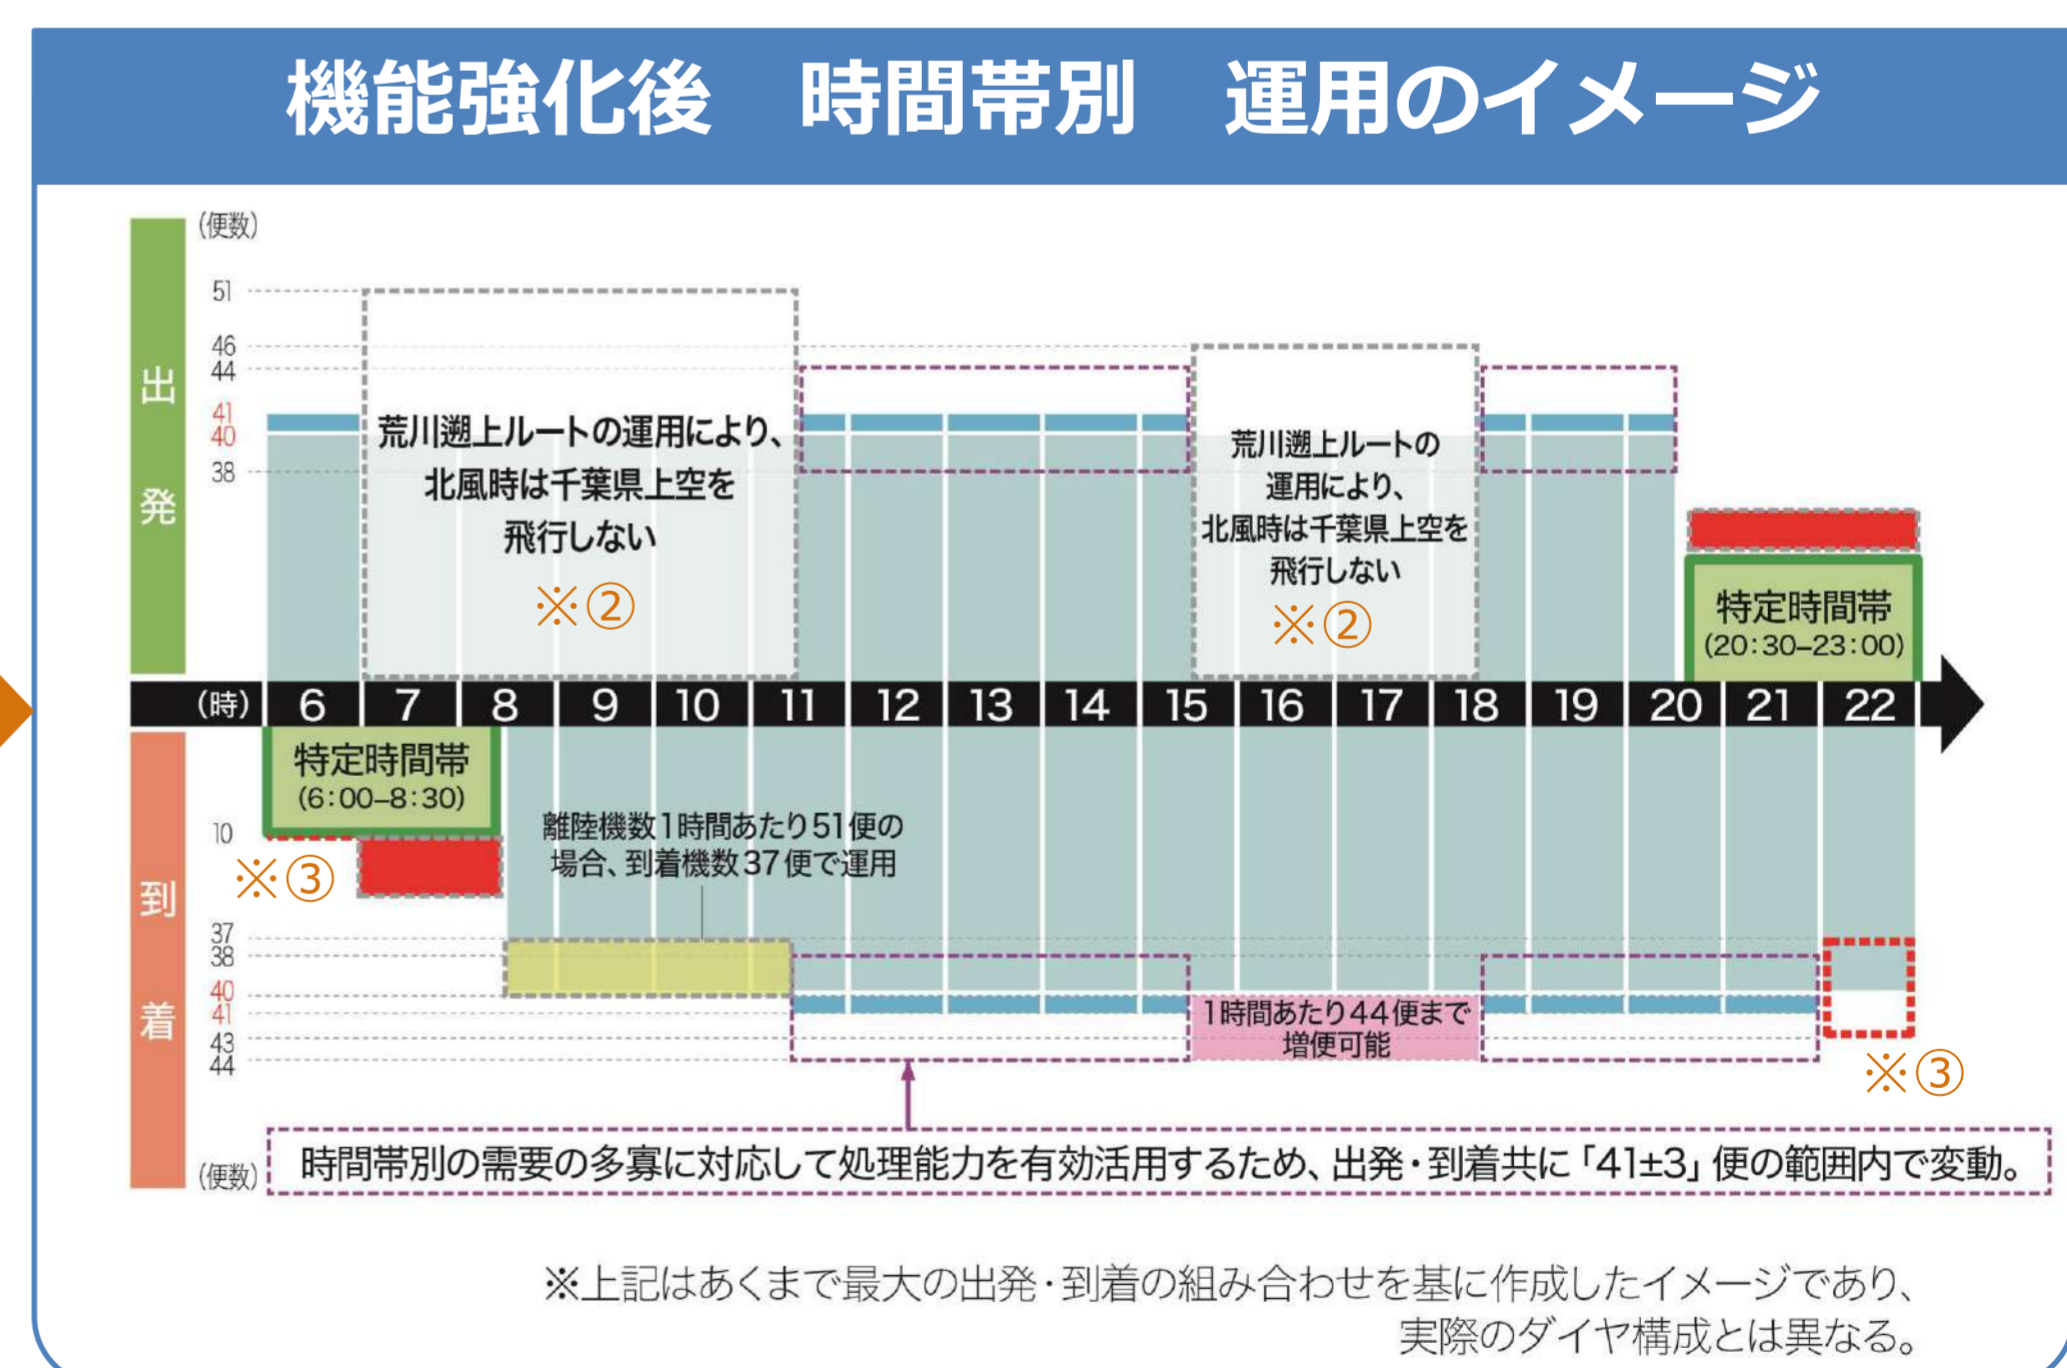 機能強化後　時間帯別　運用のイメージ
（便数）
51
46
44
41
40
38
出発
荒川遡上ルートの運用により、
北風時は千葉県上空を
飛行しない
※②
荒川遡上ルートの
運用により、
北風時は千葉県上空を
飛行しない
※②
特定時間帯
(20:30–23:00)
（時） 6 7 8 9 10 11 12 13 14 15 16 17 18 19 20 21 22
特定時間帯
(6:00–8:30)
到着
10
※③
離陸機数1時間あたり51便の
場合、到着機数37便で運用
37
38
40
41
43
44
1時間あたり44便まで
増便可能
※③
（便数）
時間帯別の需要の多寡に対応して処理能力を有効活用するため、出発・到着共に「41±3」便の範囲内で変動。
※上記はあくまで最大の出発・到着の組み合わせを基に作成したイメージであり、
実際のダイヤ構成とは異なる。